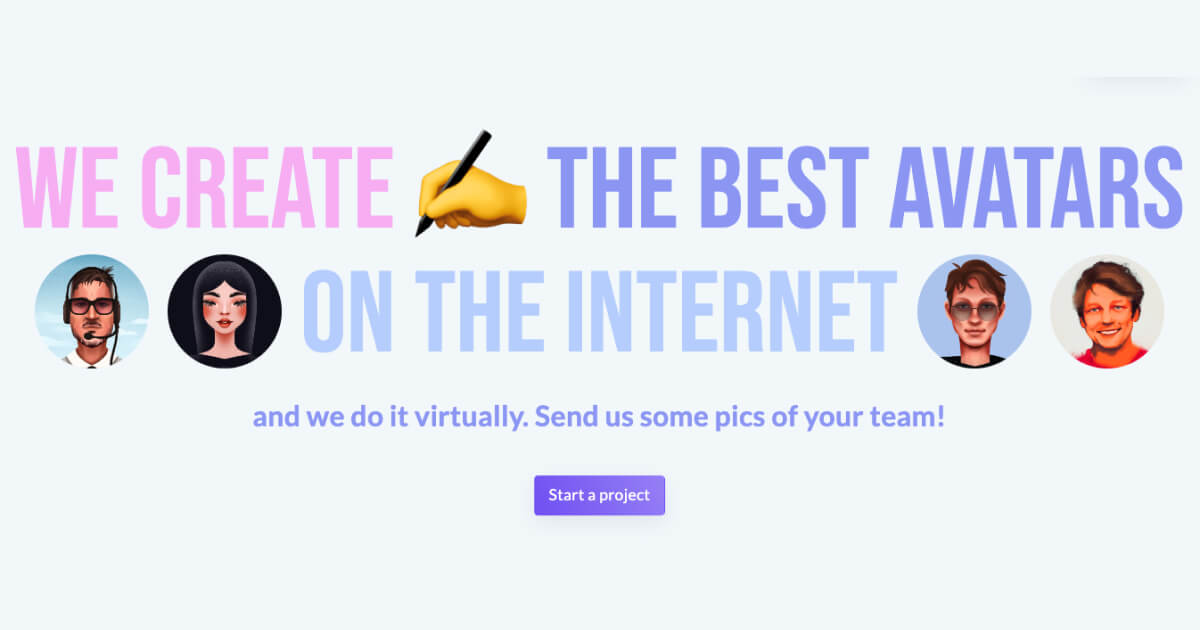 WE CREATE ✍ THE BEST AVATARS
ON THE INTERNET
and we do it virtually. Send us some pics of your team!
Start a project